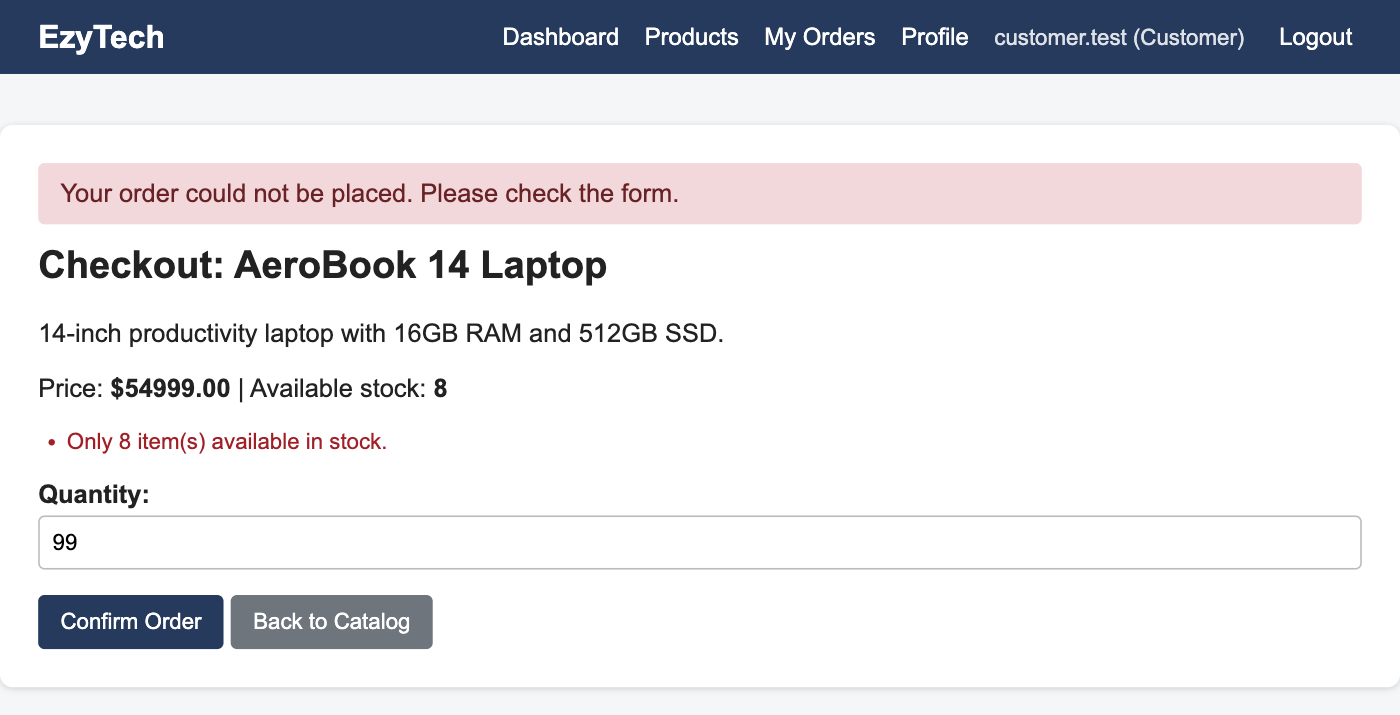 EzyTech Dashboard Products My Orders Profile customer.test (Customer) Logout
Your order could not be placed. Please check the form.
Checkout: AeroBook 14 Laptop
14-inch productivity laptop with 16GB RAM and 512GB SSD.
Price: $54999.00 | Available stock: 8
• Only 8 item(s) available in stock.
Quantity:
99
Confirm Order Back to Catalog